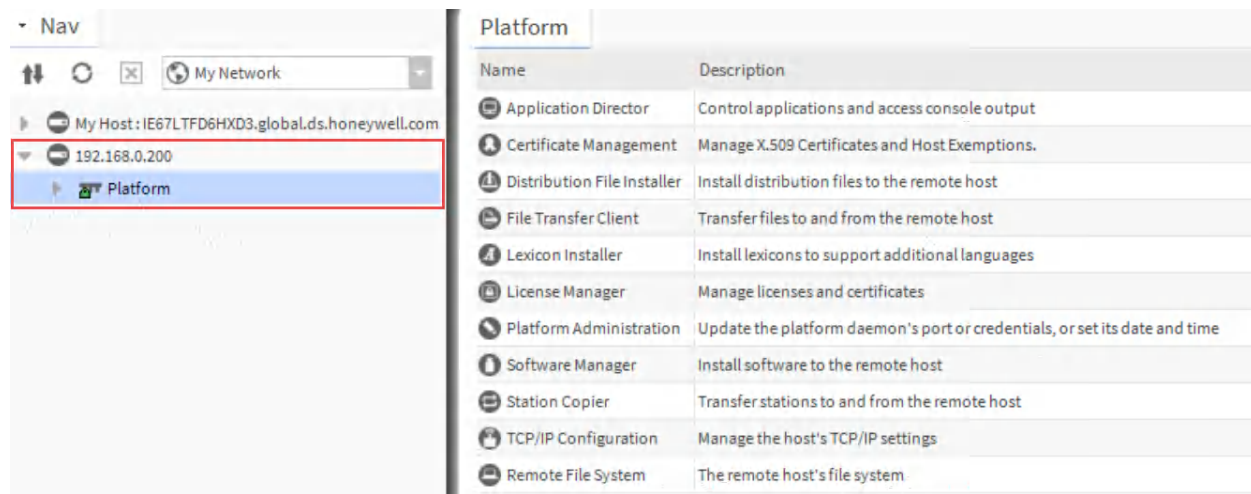 Nav
My Network
My Host : IE67LTFD6HXD3.global.ds.honeywell.com
192.168.0.200
Platform
Platform
Name Description
Application Director Control applications and access console output
Certificate Management Manage X.509 Certificates and Host Exemptions.
Distribution File Installer Install distribution files to the remote host
File Transfer Client Transfer files to and from the remote host
Lexicon Installer Install lexicons to support additional languages
License Manager Manage licenses and certificates
Platform Administration Update the platform daemon's port or credentials, or set its date and time
Software Manager Install software to the remote host
Station Copier Transfer stations to and from the remote host
TCP/IP Configuration Manage the host's TCP/IP settings
Remote File System The remote host's file system